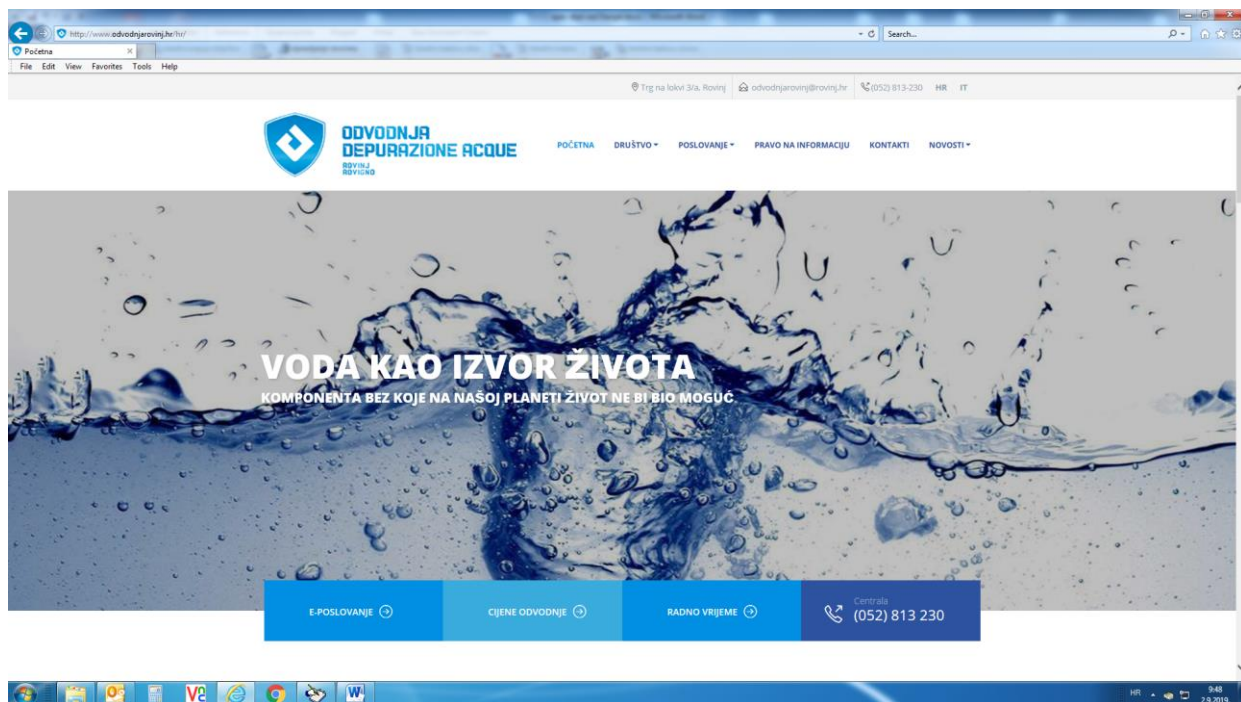 http://www.odvodnjarovinj.hr/hr/
Search...
Početna
File Edit View Favorites Tools Help
Trg na lokvi 3/a, Rovinj odvodnjarovinj@rovinj.hr (052) 813-230 HR IT
ODVODNJA
DEPURAZIONE ACQUE
ROVINJ
ROVIGNO
POČETNA DRUŠTVO POSLOVANJE PRAVO NA INFORMACIJU KONTAKTI NOVOSTI
VODA KAO IZVOR ŽIVOTA
KOMPONENTA BEZ KOJE NA NAŠOJ PLANETI ŽIVOT NE BI BIO MOGUĆ
E-POSLOVANJE CIJENE ODVODNJE RADNO VRIJEME
Centrala
(052) 813 230
HR 9:48
2.9.2019